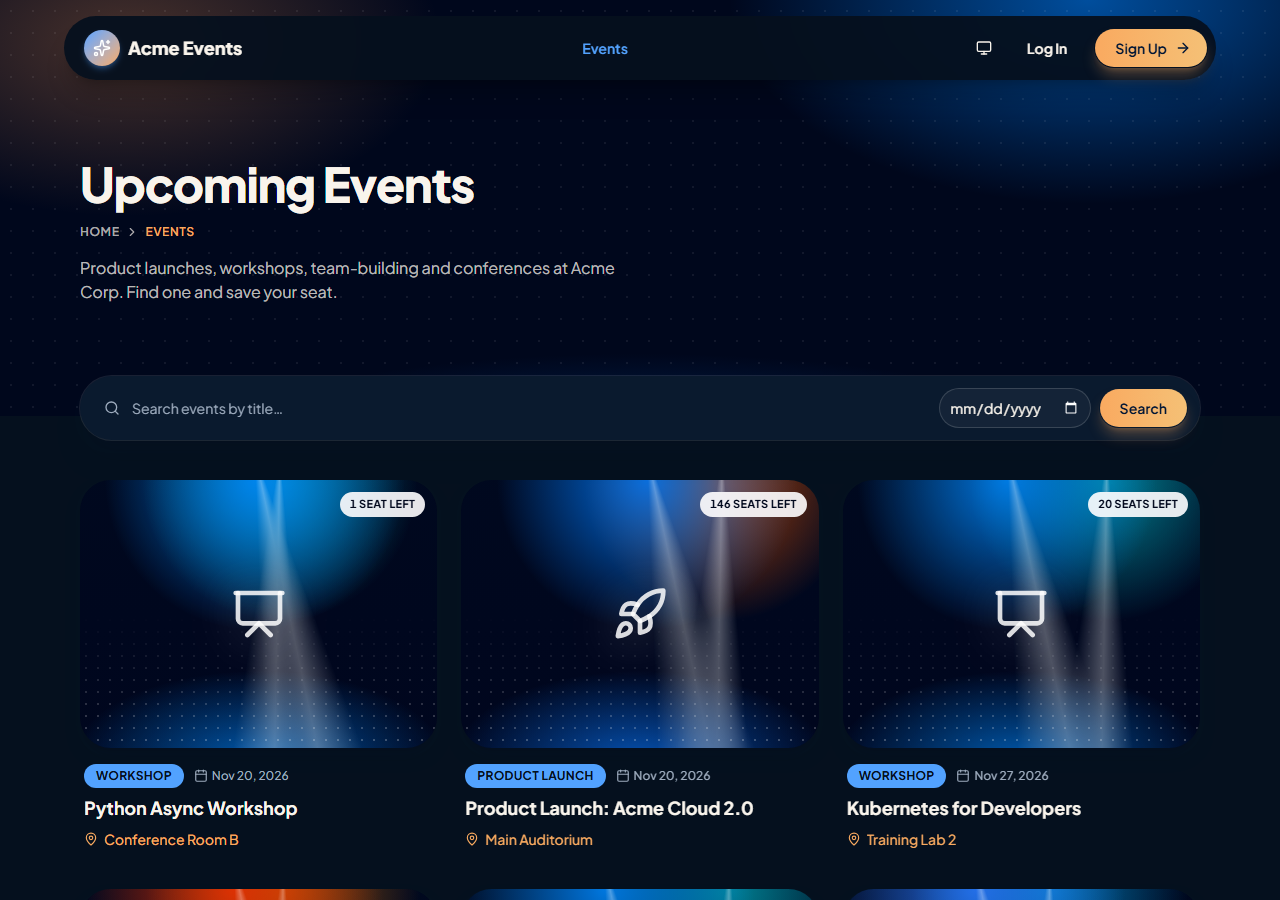 Acme Events
Events
Log In
Sign Up
Upcoming Events
HOME > EVENTS
Product launches, workshops, team-building and conferences at Acme
Corp. Find one and save your seat.
Search events by title…
mm/dd/yyyy
Search
1 SEAT LEFT
146 SEATS LEFT
20 SEATS LEFT
WORKSHOP
Nov 20, 2026
Python Async Workshop
Conference Room B
PRODUCT LAUNCH
Nov 20, 2026
Product Launch: Acme Cloud 2.0
Main Auditorium
WORKSHOP
Nov 27, 2026
Kubernetes for Developers
Training Lab 2